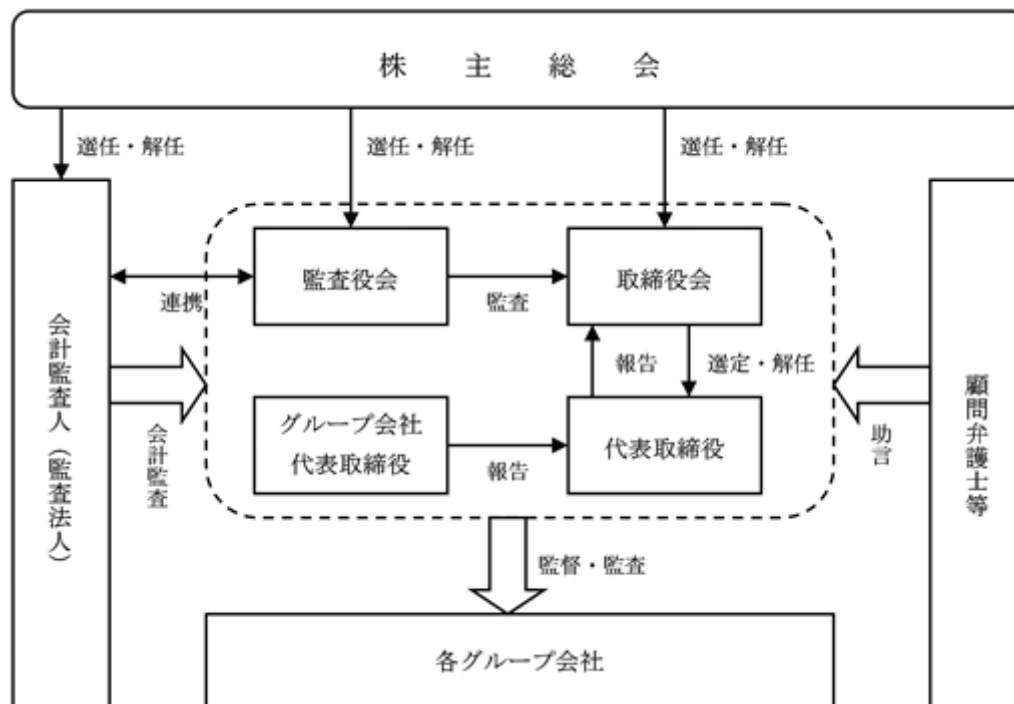 株主総会
選任・解任
選任・解任
選任・解任
監査役会
取締役会
連携
監査
会計監査人（監査法人）
会計監査
報告
選定・解任
グループ会社
代表取締役
報告
代表取締役
助言
顧問弁護士等
監督・監査
各グループ会社